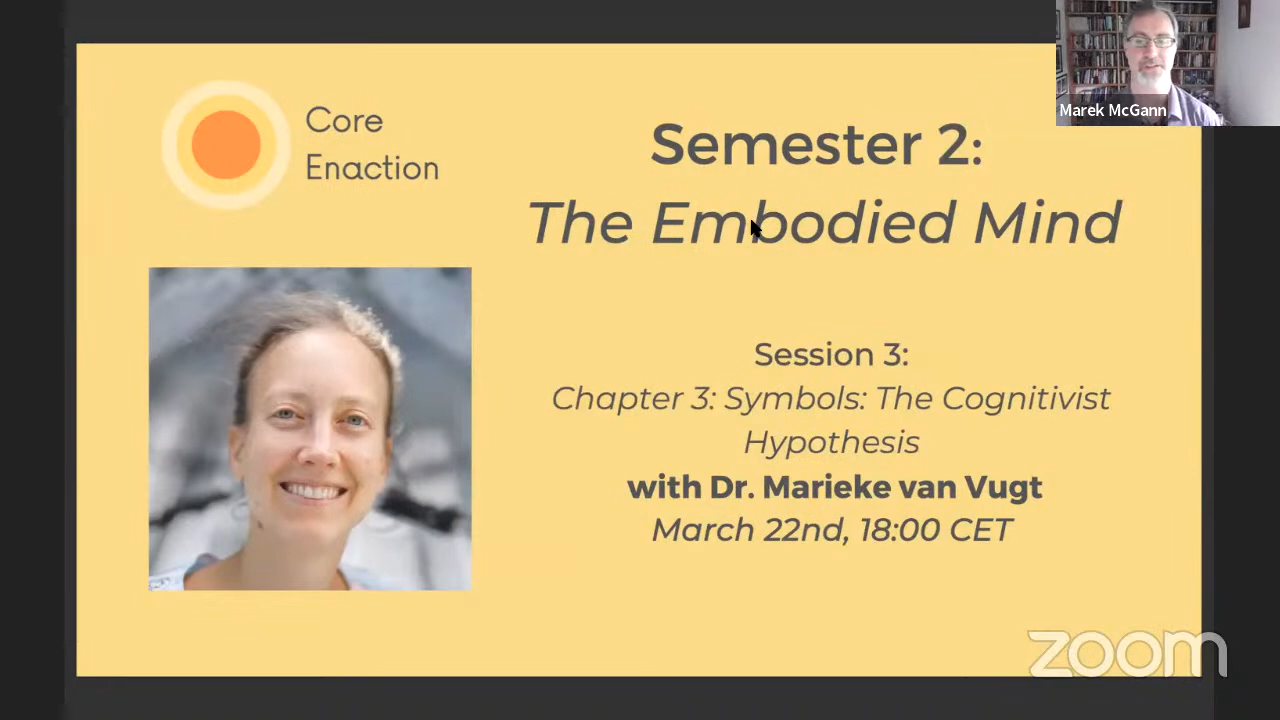 Core
Enaction
Semester 2:
The Embodied Mind
Marek McGann
Session 3:
Chapter 3: Symbols: The Cognitivist
Hypothesis
with Dr. Marieke van Vugt
March 22nd, 18:00 CET
zoom